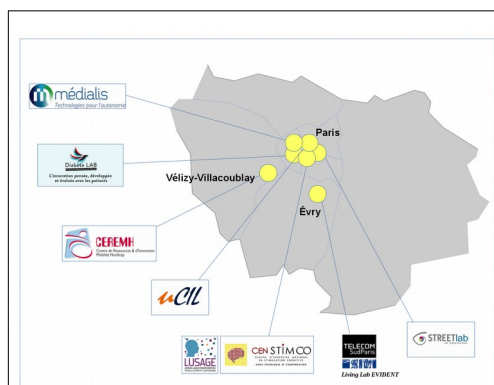 médialis
Technologies pour l'autonomie
Paris
Diabète LAB
L'innovation pensée, développée
et évaluée avec les patients
Vélizy-Villacoublay
Évry
CEREMH
Centre de Ressources & d'Innovation
Mobilité Handicap
uCIL
LUSAGE
CEN STIMCO
TELECOM
SudParis
Living Lab EVIDENT
STREETlab